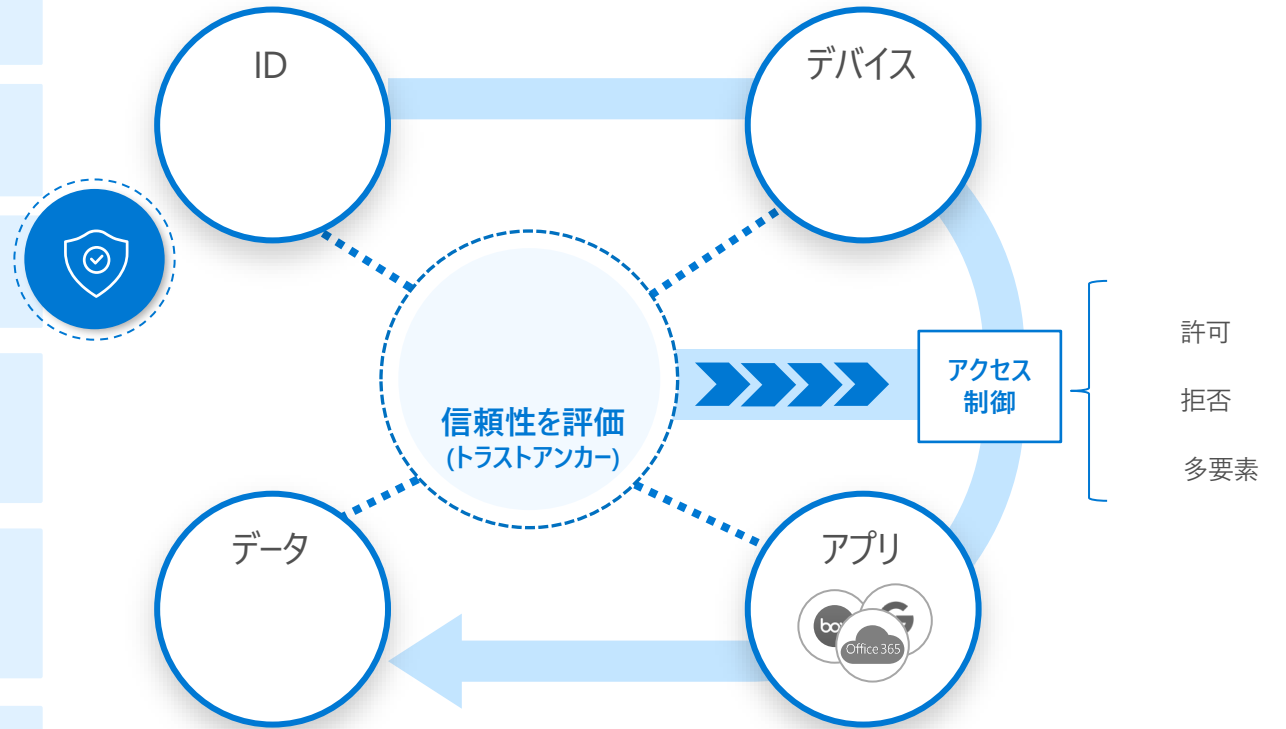 ID
デバイス
許可
アクセス
制御
拒否
信頼性を評価
(トラストアンカー)
多要素
データ
アプリ
Office 365